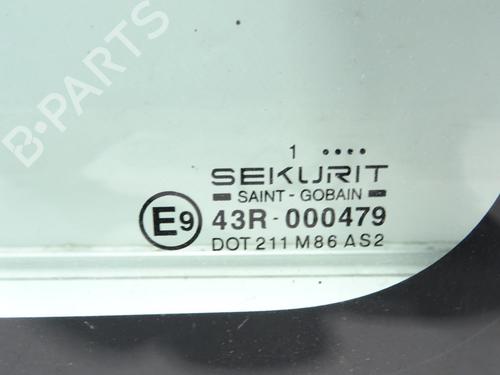 B-PARTS
1 ••••
SEKURIT
SAINT - GOBAIN
E9
43R - 000479
DOT 211 M86 AS2